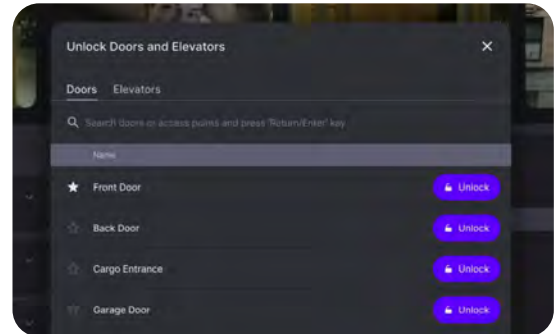 Unlock Doors and Elevators
Doors Elevators
Search doors or access points and press 'Return/Enter' key
Name
Front Door Unlock
Back Door Unlock
Cargo Entrance Unlock
Garage Door Unlock